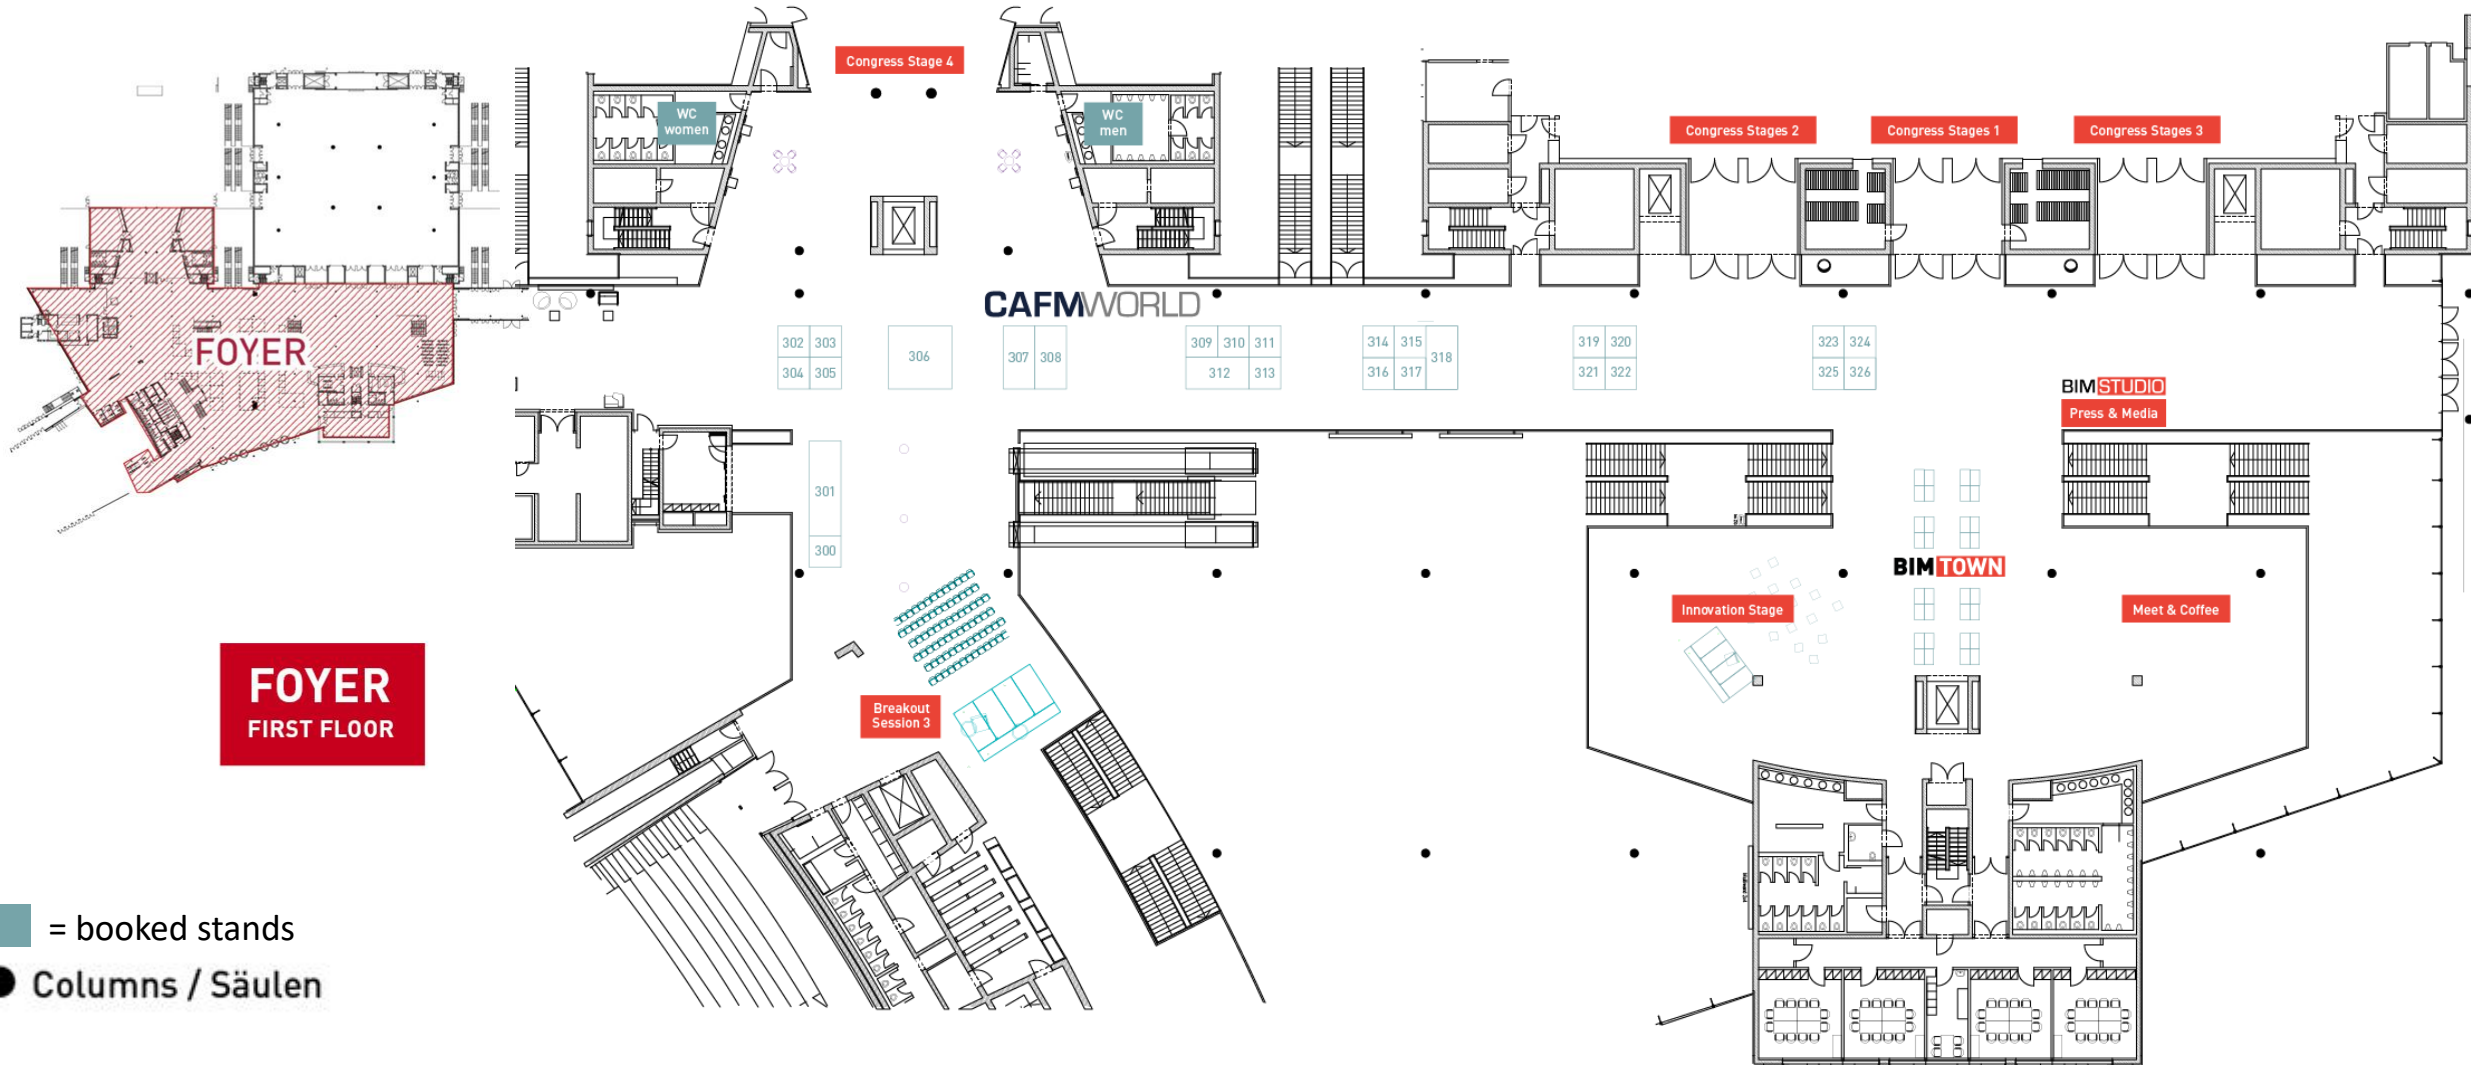 Congress Stage 4
WC
women
WC
men
Congress Stages 2
Congress Stages 1
Congress Stages 3
CAFMWORLD
FOYER
302 303
304 305
306
307 308
309 310 311
312 313
314 315
316 317
318
319 320
321 322
323 324
325 326
BIMSTUDIO
Press & Media
301
300
BIMTOWN
Innovation Stage
Meet & Coffee
Breakout
Session 3
FOYER
FIRST FLOOR
= booked stands
Columns / Säulen